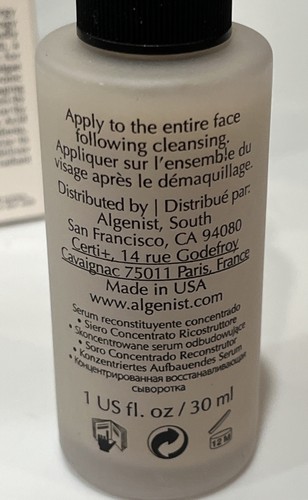 Apply to the entire face
following cleansing.
Appliquer sur l'ensemble du
visage après le démaquillage.
Distributed by | Distribué par:
Algenist, South
San Francisco, CA 94080
Certi+, 14 rue Godefroy
Cavaignac 75011 Paris, France
Made in USA
www.algenist.com
Serum reconstituyente concentrado
• Siero Concentrato Ricostruttore
• Skoncentrowane serum odbudowujące
• Soro Concentrado Reconstrutor
• Konzentriertes Aufbauendes Serum
• Концентрированная восстанавливающая
сыворотка
1 US fl. oz / 30 ml
12 M